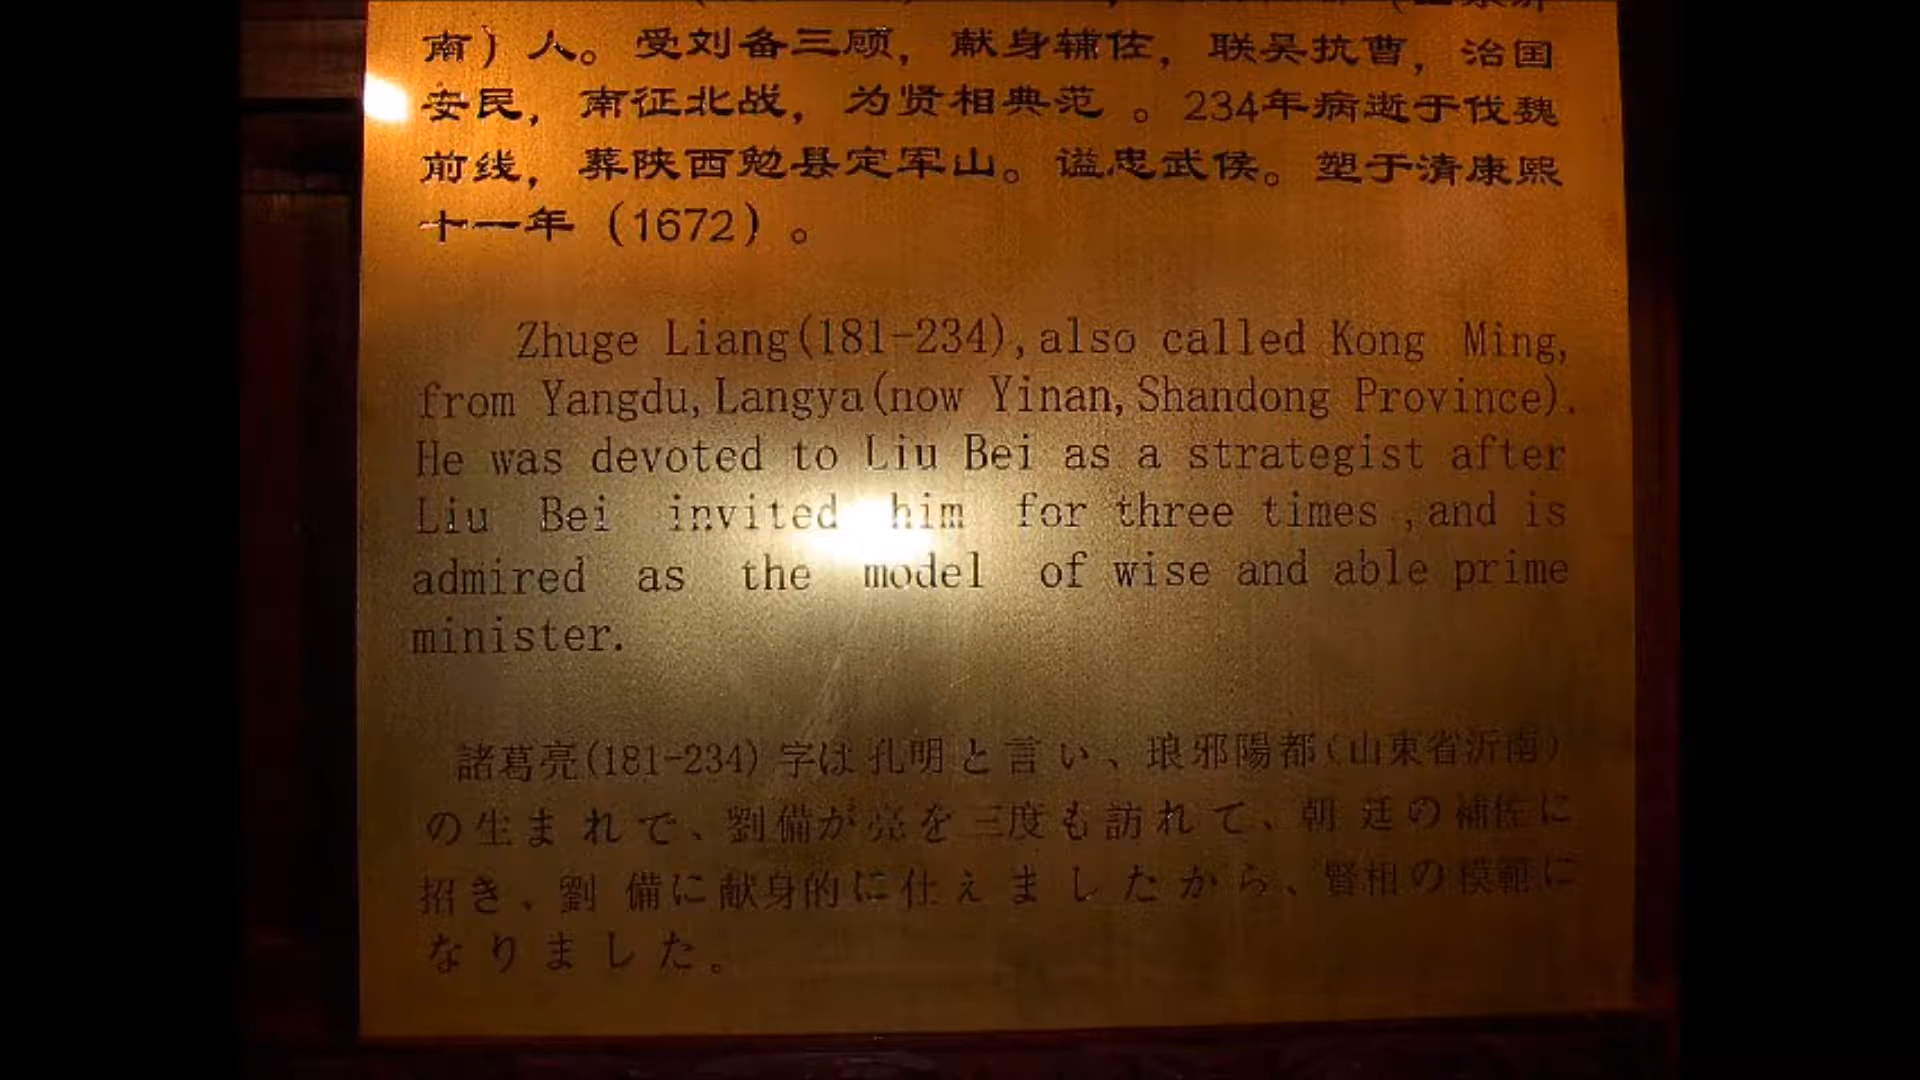 南）人。受刘备三顾，献身辅佐，联吴抗曹，治国
安民，南征北战，为贤相典范 。234年病逝于伐魏
前线，葬陕西勉县定军山。谥忠武侯。塑于清康熙
十一年（1672）。
Zhuge Liang(181-234),also called Kong Ming,
from Yangdu,Langya(now Yinan,Shandong Province).
He was devoted to Liu Bei as a strategist after
Liu Bei invited him for three times ,and is
admired as the model of wise and able prime
minister.
諸葛亮(181-234) 字は孔明と言い、琅邪陽都(山東省沂南)
の生まれで、劉備が亮を三度も訪れて、朝廷の補佐に
招き、劉備に献身的に仕えましたから、賢相の模範に
なりました。